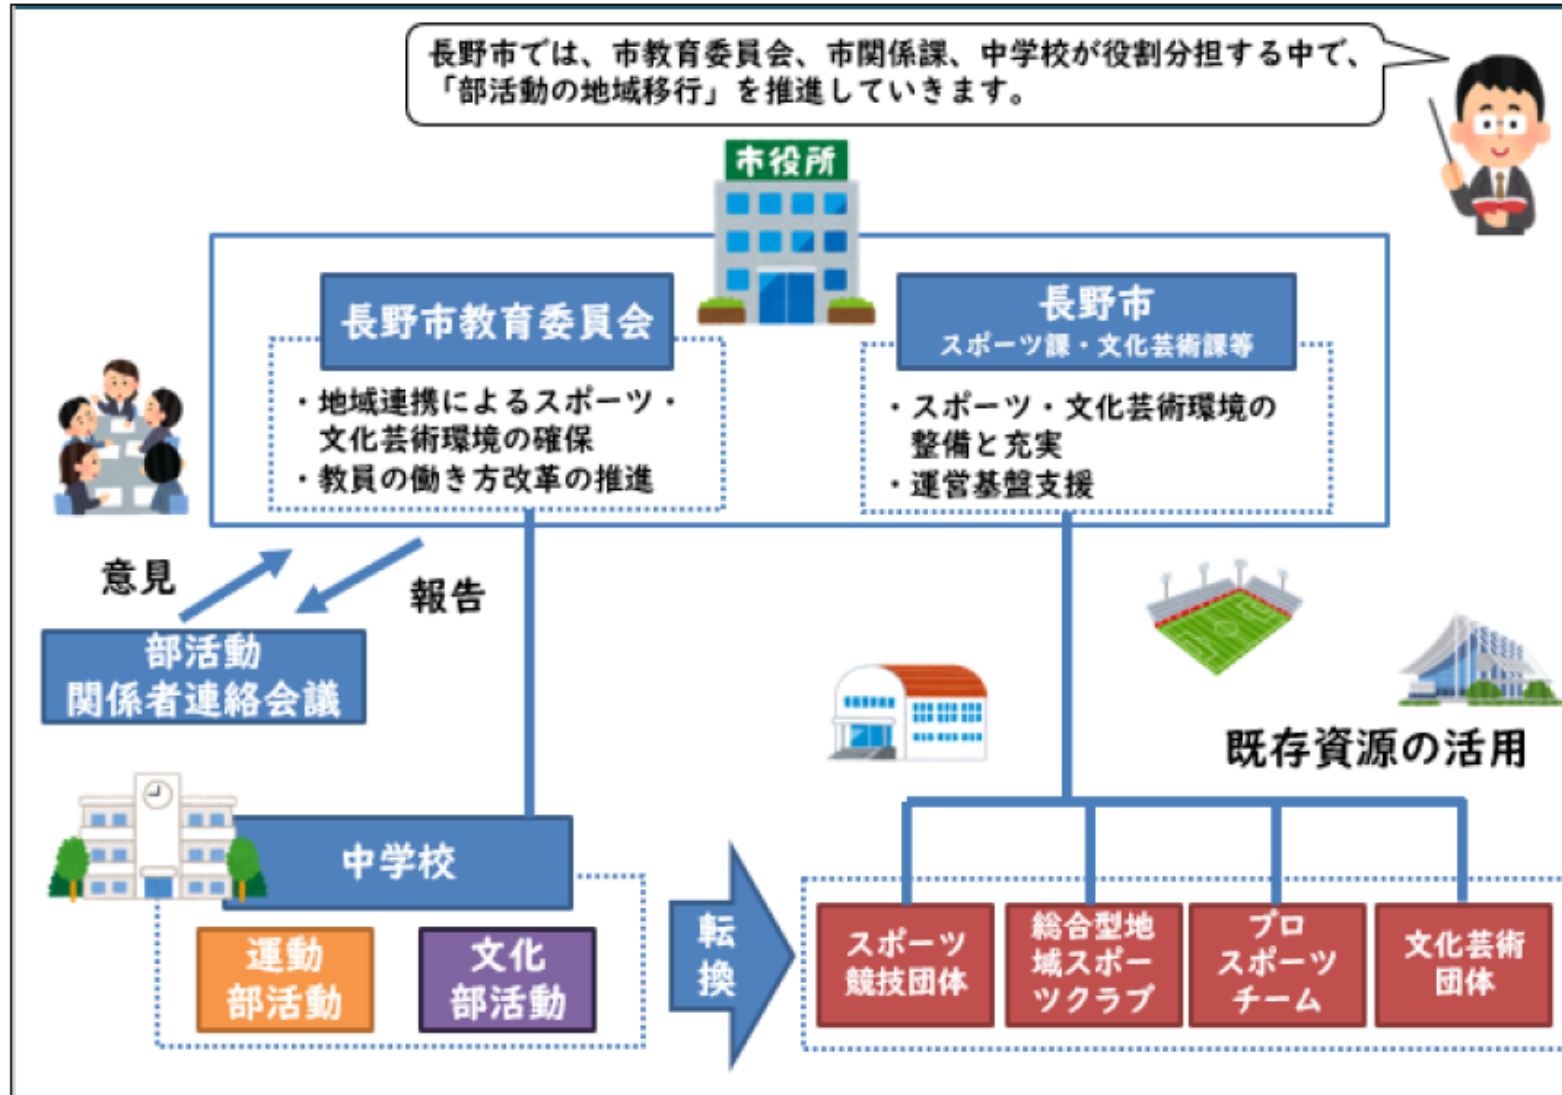 長野市では、市教育委員会、市関係課、中学校が役割分担する中で、
「部活動の地域移行」を推進していきます。
市役所
長野市教育委員会
・地域連携によるスポーツ・
文化芸術環境の確保
・教員の働き方改革の推進
長野市
スポーツ課・文化芸術課等
・スポーツ・文化芸術環境の
整備と充実
・運営基盤支援
意見
報告
部活動
関係者連絡会議
既存資源の活用
中学校
運動
部活動
文化
部活動
転
換
スポーツ
競技団体
総合型地
域スポー
ツクラブ
プロ
スポーツ
チーム
文化芸術
団体